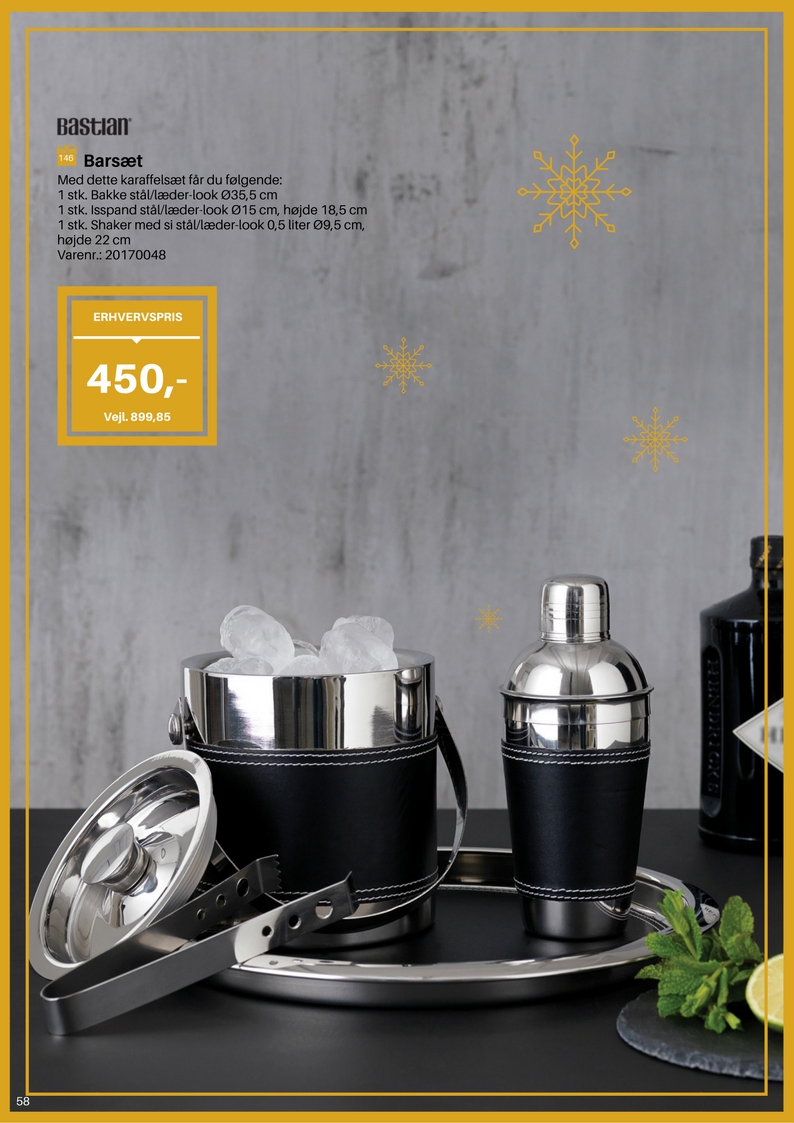 Bastian®
146 Barsæt
Med dette karaffelsæt får du følgende:
1 stk. Bakke stål/læder-look Ø35,5 cm
1 stk. Isspand stål/læder-look Ø15 cm, højde 18,5 cm
1 stk. Shaker med si stål/læder-look 0,5 liter Ø9,5 cm,
højde 22 cm
Varenr.: 20170048
ERHVERVSPRIS
450,-
Vejl. 899,85
HENDRICK'S
58